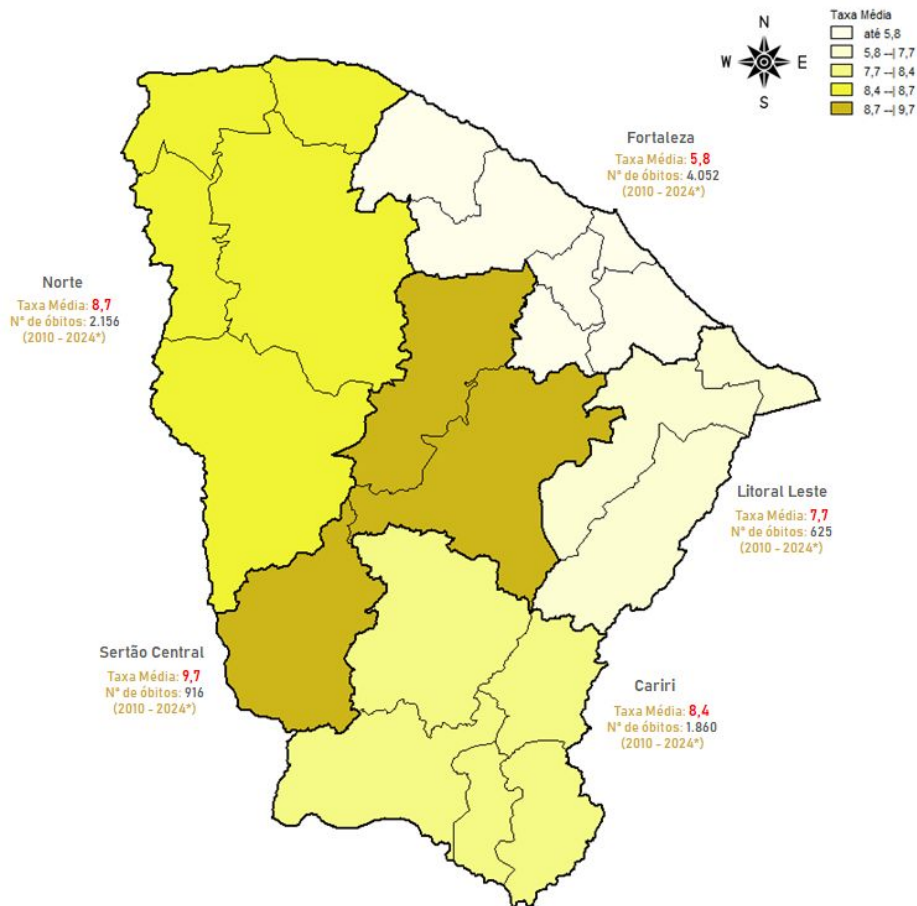 N
W E
S
Taxa Média
até 5,8
5,8 --| 7,7
7,7 --| 8,4
8,4 --| 8,7
8,7 --| 9,7
Fortaleza
Taxa Média: 5,8
Nº de óbitos: 4.052
(2010 - 2024*)
Norte
Taxa Média: 8,7
Nº de óbitos: 2.156
(2010 - 2024*)
Litoral Leste
Taxa Média: 7,7
Nº de óbitos: 625
(2010 - 2024*)
Sertão Central
Taxa Média: 9,7
Nº de óbitos: 916
(2010 - 2024*)
Cariri
Taxa Média: 8,4
Nº de óbitos: 1.860
(2010 - 2024*)